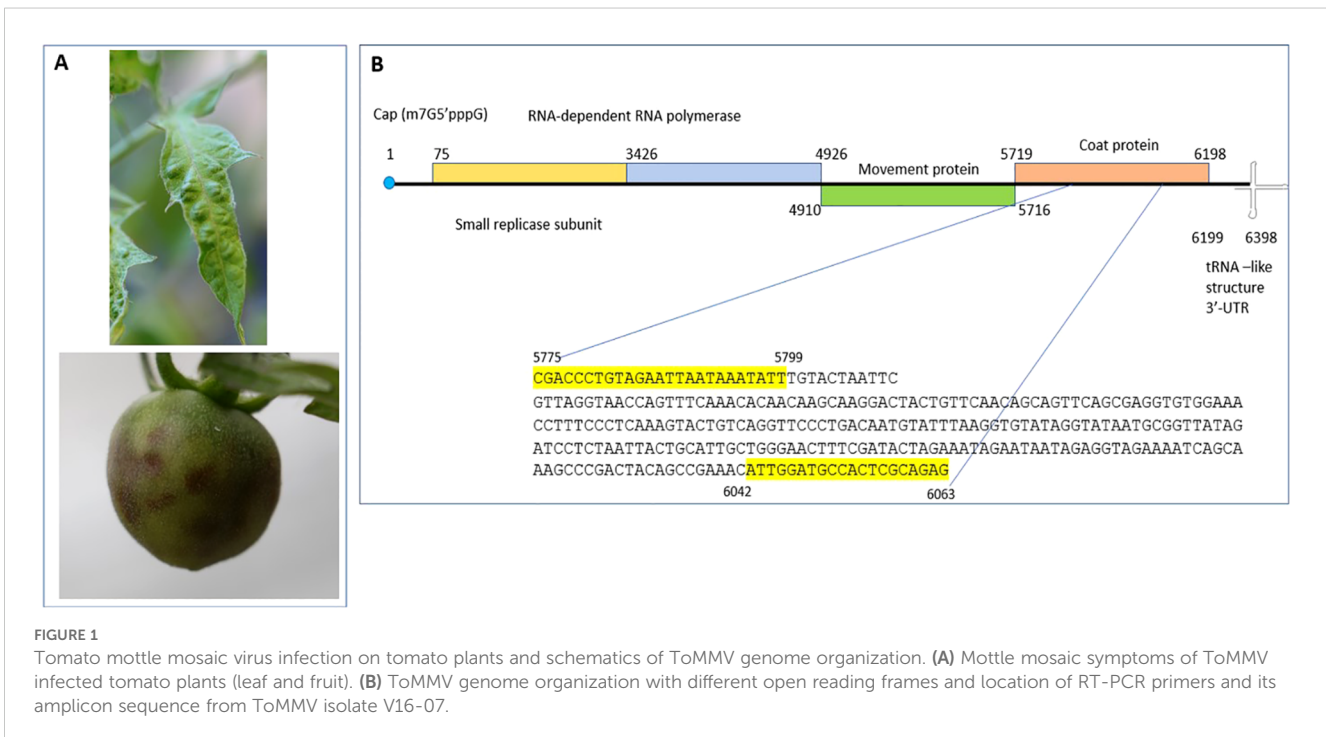 A
B
Cap (m7G5’pppG)
RNA-dependent RNA polymerase
1
75
3426
4926
5719
Coat protein
6198
Movement protein
4910
5716
Small replicase subunit
6199 6398
tRNA –like
structure
3’-UTR
5775
5799
CGACCCTGTAGAATTAATAAATATTTGTACTAATTC
GTTAGGTAACCAGTTTCAAACACAACAAGCAAGGACTACTGTTCAACAGCAGTTCAGCGAGGTGTGGAAA
CCTTTCCCTCAAAGTACTGTCAGGTTCCCTGACAATGTATTTAAGGTGTATAGGTATAATGCGGTTATAG
ATCCTCTAATTACTGCATTGCTGGGAACTTTCGATACTAGAAATAGAATAATAGAGGTAGAAAATCAGCA
AAGCCCGACTACAGCCGAAACATTGGATGCCACTCGCAGAG
6042
6063
FIGURE 1
Tomato mottle mosaic virus infection on tomato plants and schematics of ToMMV genome organization. (A) Mottle mosaic symptoms of ToMMV
infected tomato plants (leaf and fruit). (B) ToMMV genome organization with different open reading frames and location of RT-PCR primers and its
amplicon sequence from ToMMV isolate V16-07.